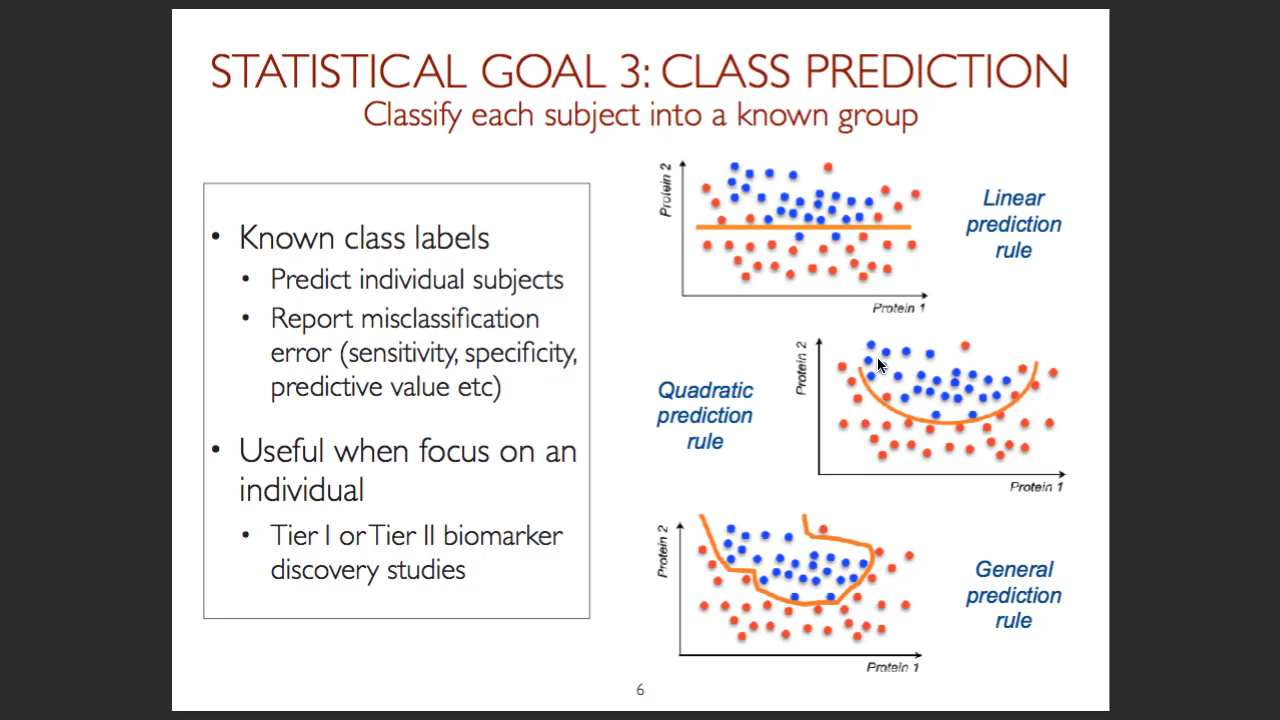 STATISTICAL GOAL 3: CLASS PREDICTION
Classify each subject into a known group
• Known class labels
• Predict individual subjects
• Report misclassification
error (sensitivity, specificity,
predictive value etc)
• Useful when focus on an
individual
• Tier I or Tier II biomarker
discovery studies
Protein 2
Protein 1
Linear
prediction
rule
Quadratic
prediction
rule
Protein 2
Protein 1
Protein 2
Protein 1
General
prediction
rule
6